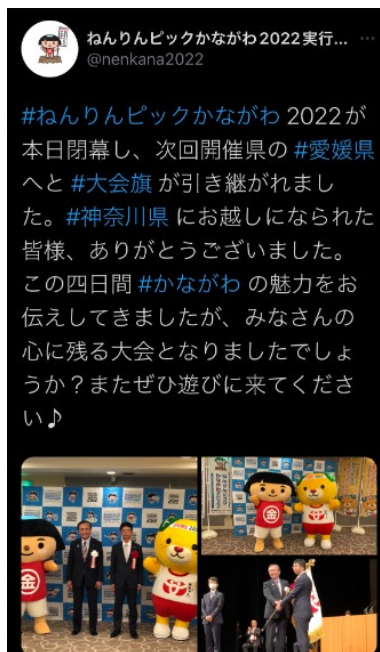 ねんりんピックかながわ2022実行...
@nenkana2022
#ねんりんピックかながわ 2022が
本日閉幕し、次回開催県の #愛媛県
へと #大会旗 が引き継がれまし
た。#神奈川県 にお越しになられた
皆様、ありがとうございました。
この四日間 #かながわ の魅力をお
伝えしてきましたが、みなさんの
心に残る大会となりましたでしょ
うか？またぜひ遊びに来てくださ
い♪
金
金